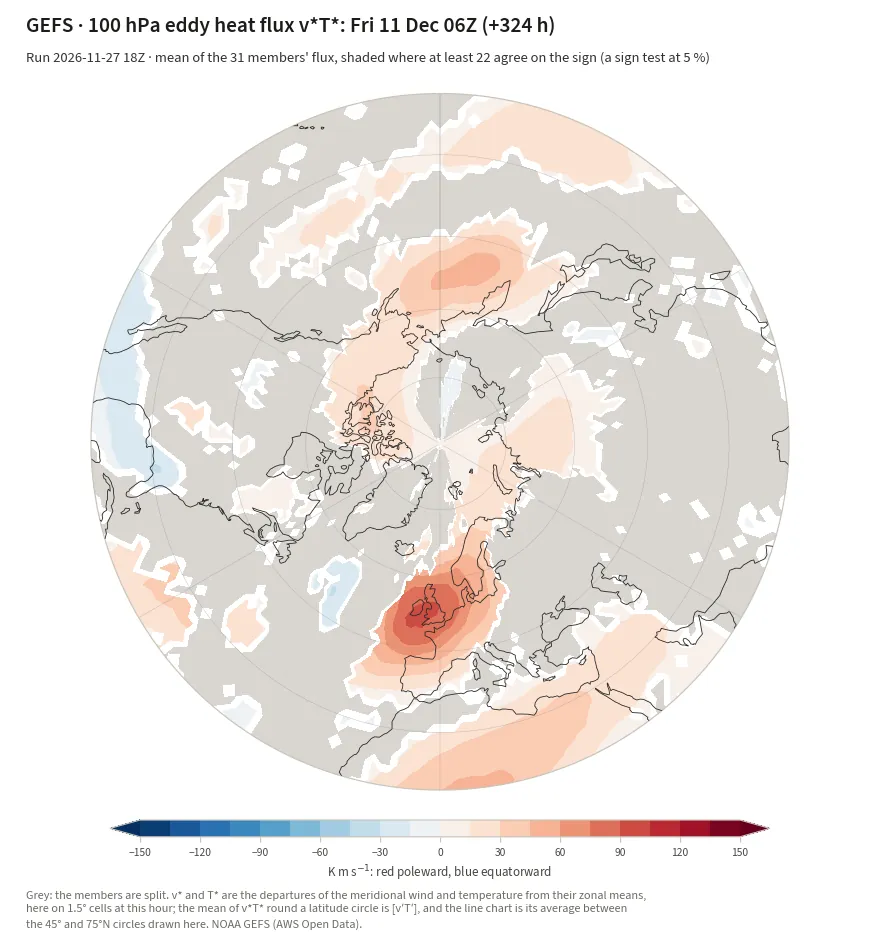 GEFS · 100 hPa eddy heat flux v*T*: Fri 11 Dec 06Z (+324 h)
Run 2026-11-27 18Z · mean of the 31 members' flux, shaded where at least 22 agree on the sign (a sign test at 5 %)
−150 −120 −90 −60 −30 0 30 60 90 120 150
K m s⁻¹: red poleward, blue equatorward
Grey: the members are split. v* and T* are the departures of the meridional wind and temperature from their zonal means,
here on 1.5° cells at this hour; the mean of v*T* round a latitude circle is [v'T'], and the line chart is its average between
the 45° and 75°N circles drawn here. NOAA GEFS (AWS Open Data).